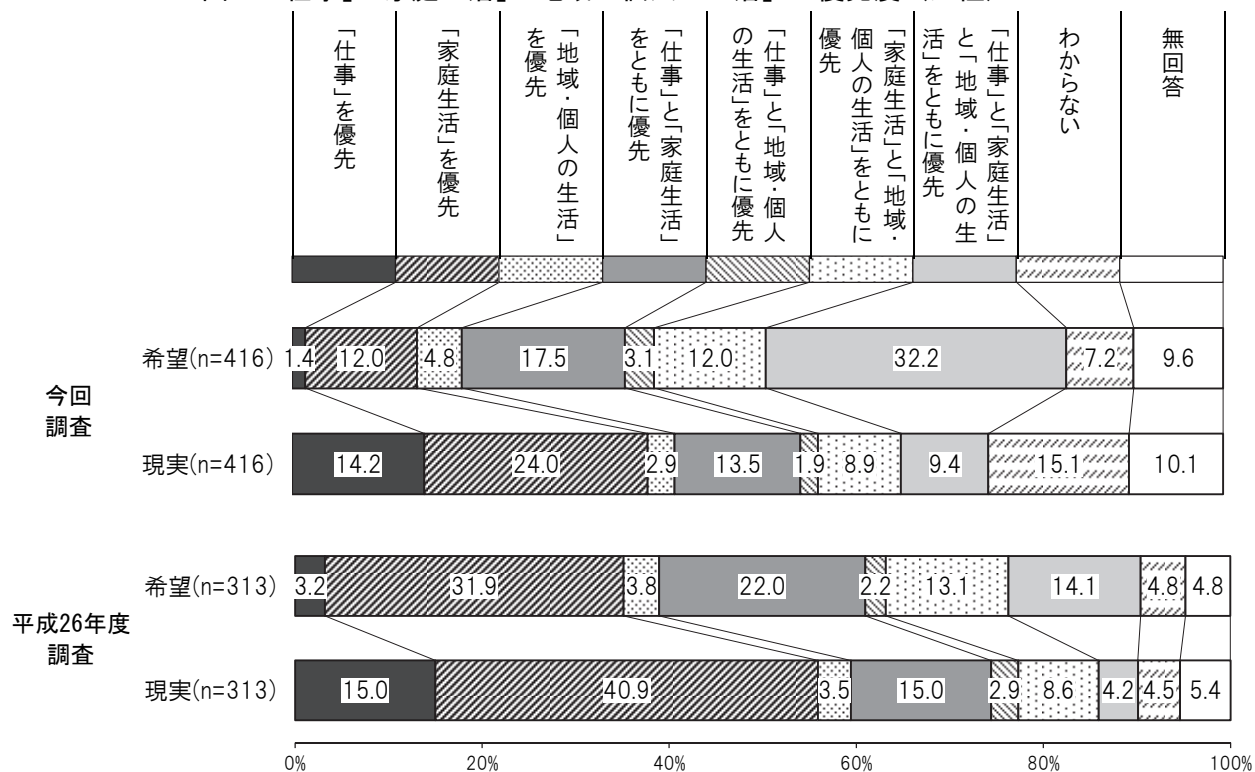 「仕事」を優先
「家庭生活」を優先
「地域・個人の生活」
を優先
「仕事」と「家庭生活」
をともに優先
「仕事」と「地域・個人
の生活」をともに優先
「家庭生活」と「地域・
個人の生活」をともに
優先
「仕事」と「家庭生活」
と「地域・個人の生
活」をともに優先
わからない
無回答
今回
調査
希望(n=416) 1.4 12.0 4.8 17.5 3.1 12.0 32.2 7.2 9.6
現実(n=416) 14.2 24.0 2.9 13.5 1.9 8.9 9.4 15.1 10.1
平成26年度
調査
希望(n=313) 3.2 31.9 3.8 22.0 2.2 13.1 14.1 4.8 4.8
現実(n=313) 15.0 40.9 3.5 15.0 2.9 8.6 4.2 4.5 5.4
0% 20% 40% 60% 80% 100%